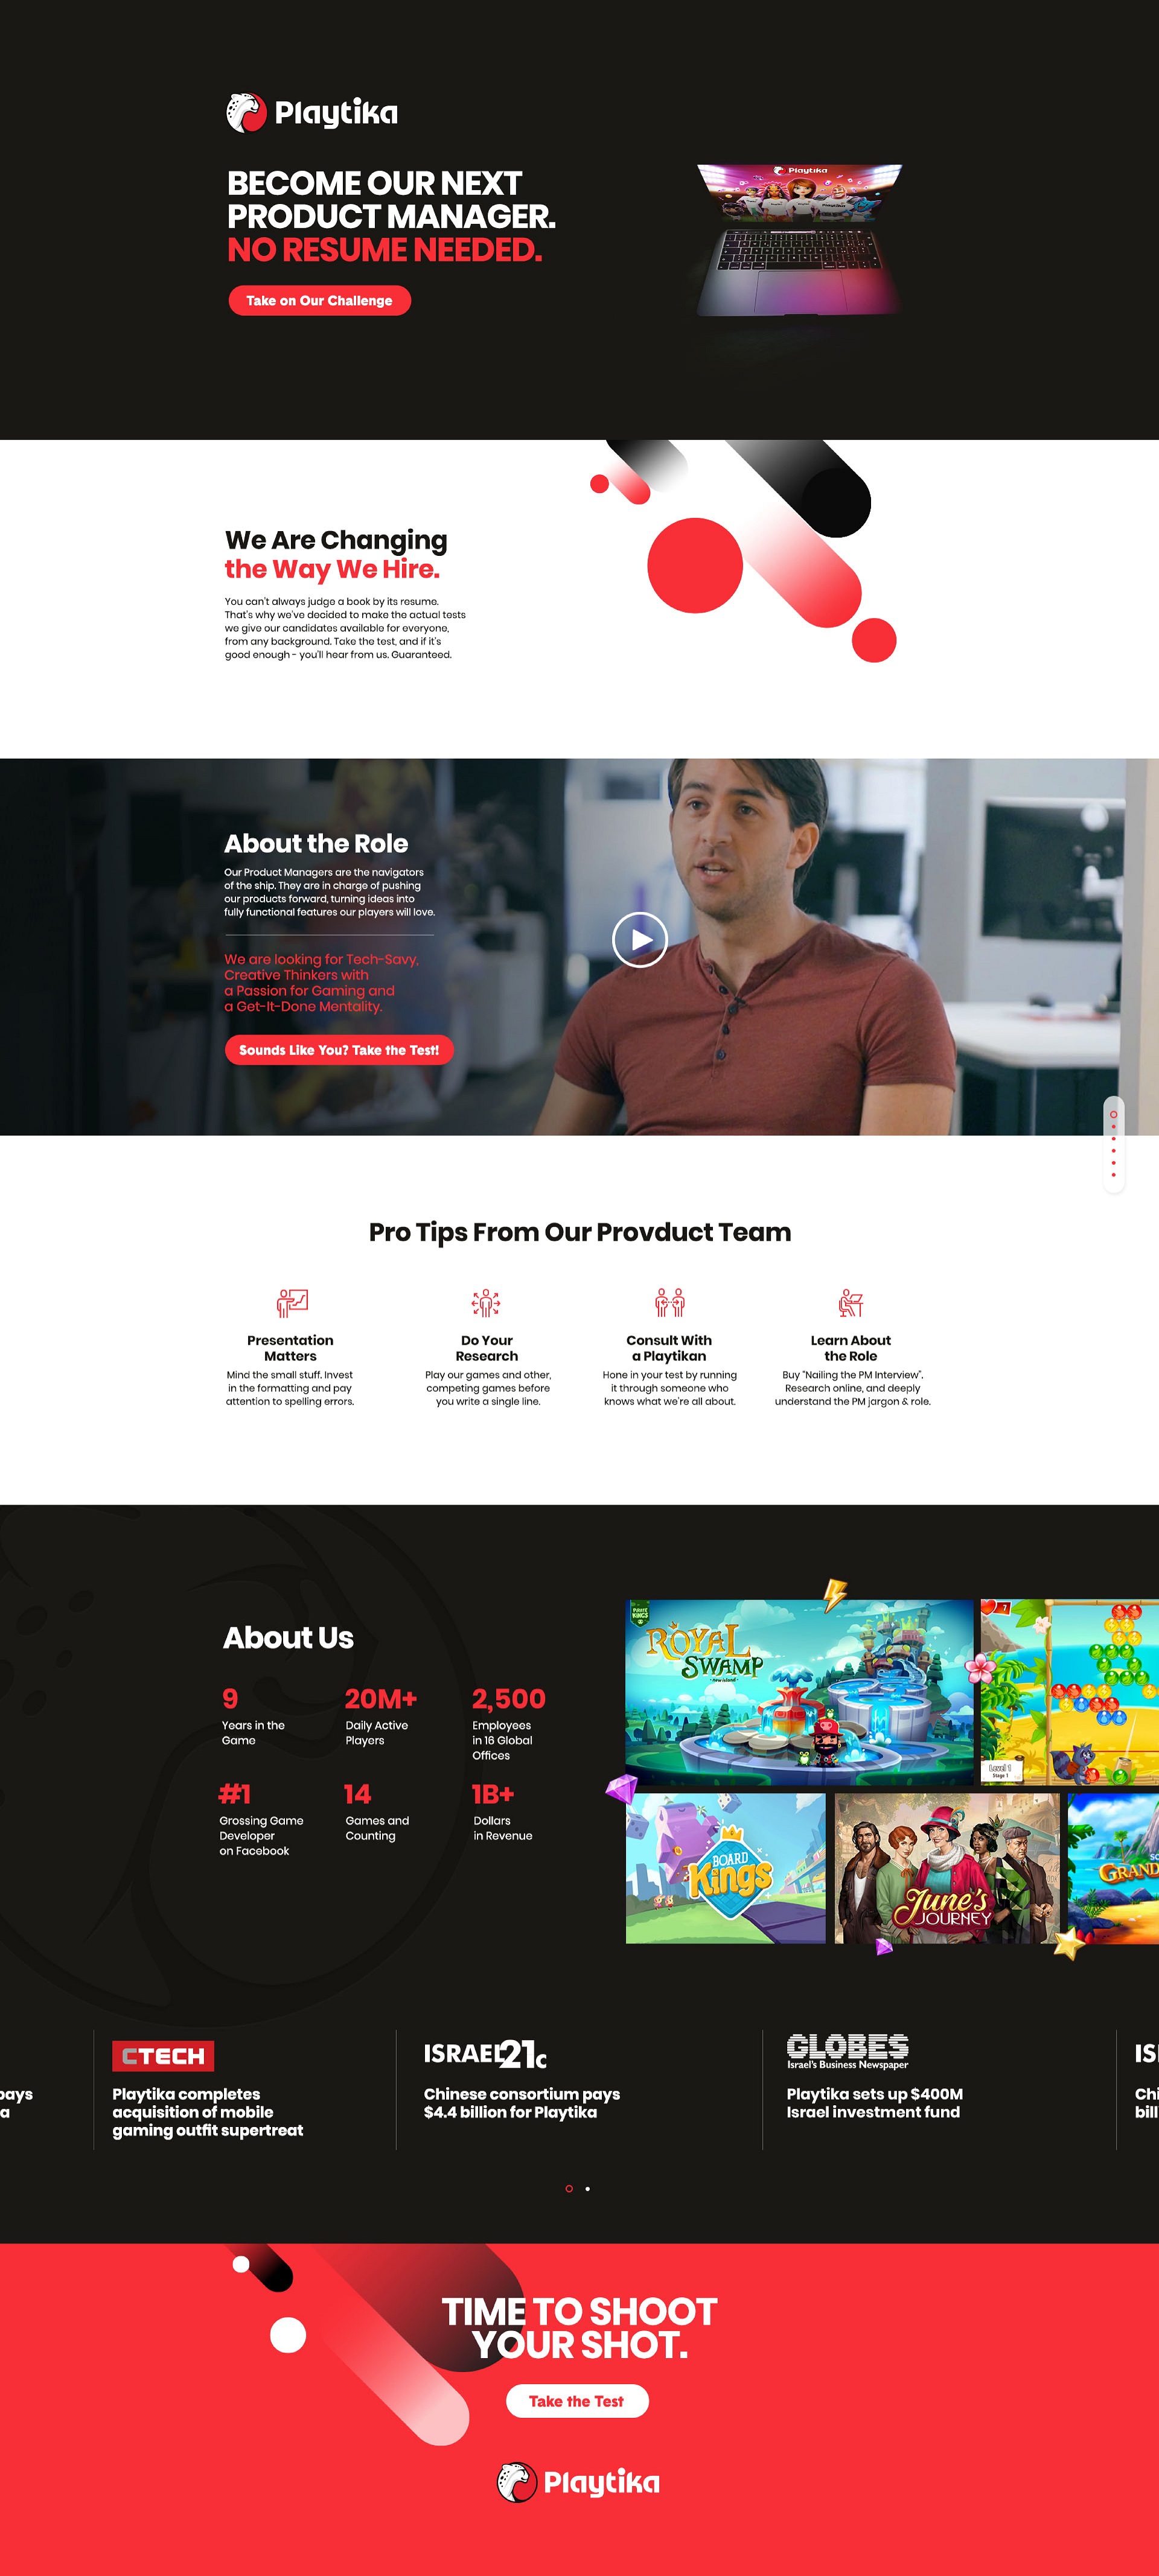 Playtika
Playtika
BECOME OUR NEXT
PRODUCT MANAGER.
NO RESUME NEEDED.
Take on Our Challenge
We Are Changing
the Way We Hire.
You can't always judge a book by its resume.
That's why we've decided to make the actual tests
we give our candidates available for everyone,
from any background. Take the test, and if it's
good enough - you'll hear from us. Guaranteed.
About the Role
Our Product Managers are the navigators
of the ship. They are in charge of pushing
our products forward, turning ideas into
fully functional features our players will love.
We are looking for Tech-Savy,
Creative Thinkers with
a Passion for Gaming and
a Get-It-Done Mentality.
Sounds Like You? Take the Test!
Pro Tips From Our Provduct Team
Presentation
Matters
Mind the small stuff. Invest
in the formatting and pay
attention to spelling errors.
Do Your
Research
Play our games and other,
competing games before
you write a single line.
Consult With
a Playtikan
Hone in your test by running
it through someone who
knows what we're all about.
Learn About
the Role
Buy "Nailing the PM Interview".
Research online, and deeply
understand the PM jargon & role.
About Us
9
Years in the
Game
20M+
Daily Active
Players
2,500
Employees
in 16 Global
Offices
#1
Grossing Game
Developer
on Facebook
14
Games and
Counting
1B+
Dollars
in Revenue
PIRATE
KINGS
ROYAL
SWAMP
- new island -
7
Level 1
Stage 1
BOARD
Kings
June's
JOURNEY
SO
GRAND
pays
a
CTECH
Playtika completes
acquisition of mobile
gaming outfit supertreat
ISRAEL21c
Chinese consortium pays
$4.4 billion for Playtika
GLOBES
Israel's Business Newspaper
Playtika sets up $400M
Israel investment fund
IS
Chi
bill
TIME TO SHOOT
YOUR SHOT.
Take the Test
Playtika